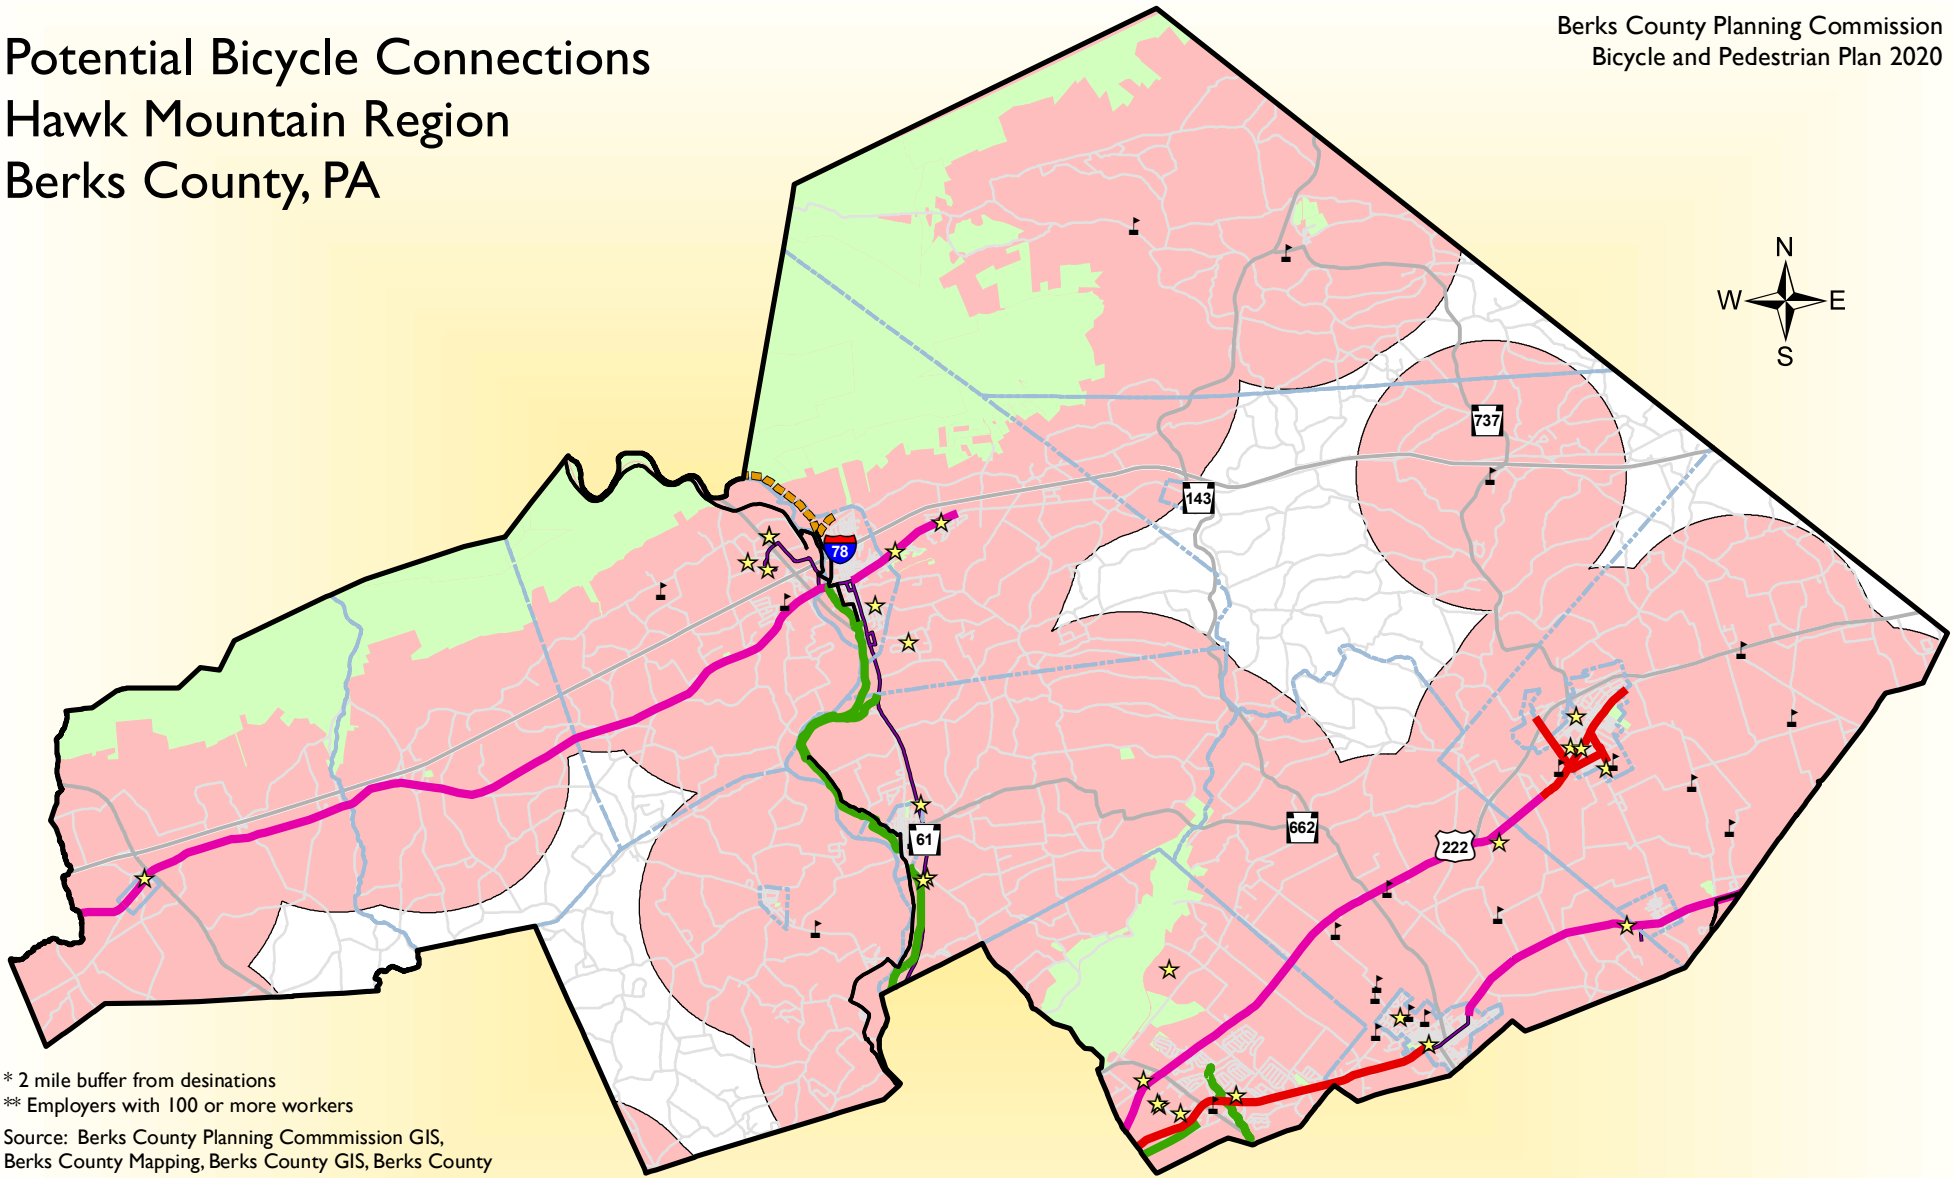 Potential Bicycle Connections
Hawk Mountain Region
Berks County, PA
Berks County Planning Commission
Bicycle and Pedestrian Plan 2020
N
W E
S
737
143
78
61
662
222
* 2 mile buffer from desinations
** Employers with 100 or more workers
Source: Berks County Planning Commmission GIS,
Berks County Mapping, Berks County GIS, Berks County